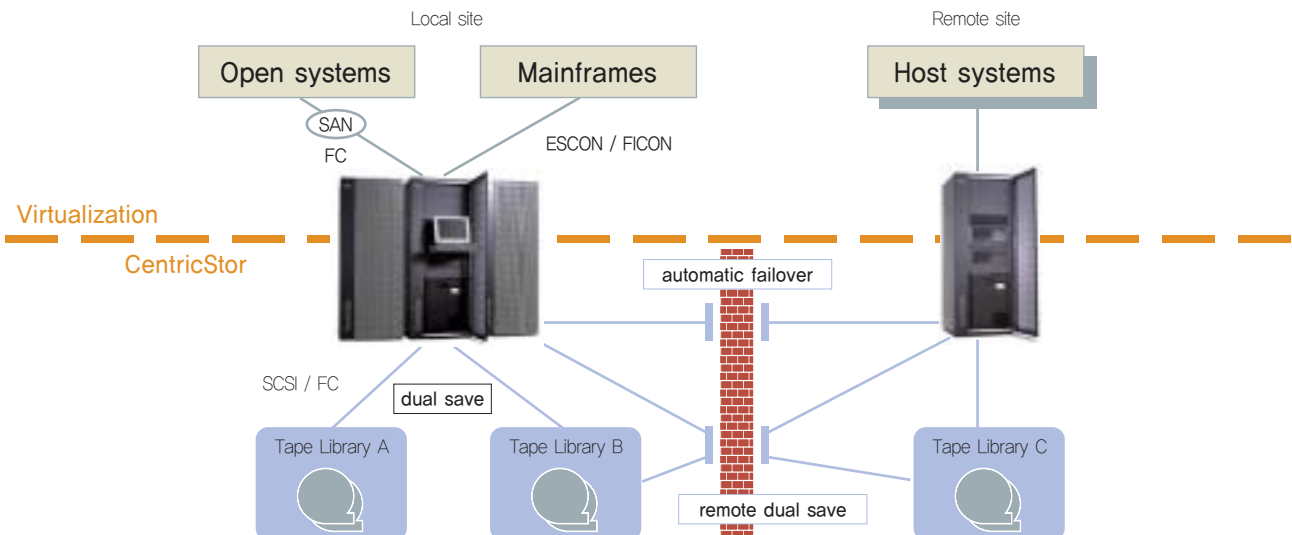 Local site
Remote site
Open systems
Mainframes
Host systems
SAN
FC
ESCON / FICON
Virtualization
CentricStor
automatic failover
SCSI / FC
dual save
Tape Library A
Tape Library B
Tape Library C
remote dual save